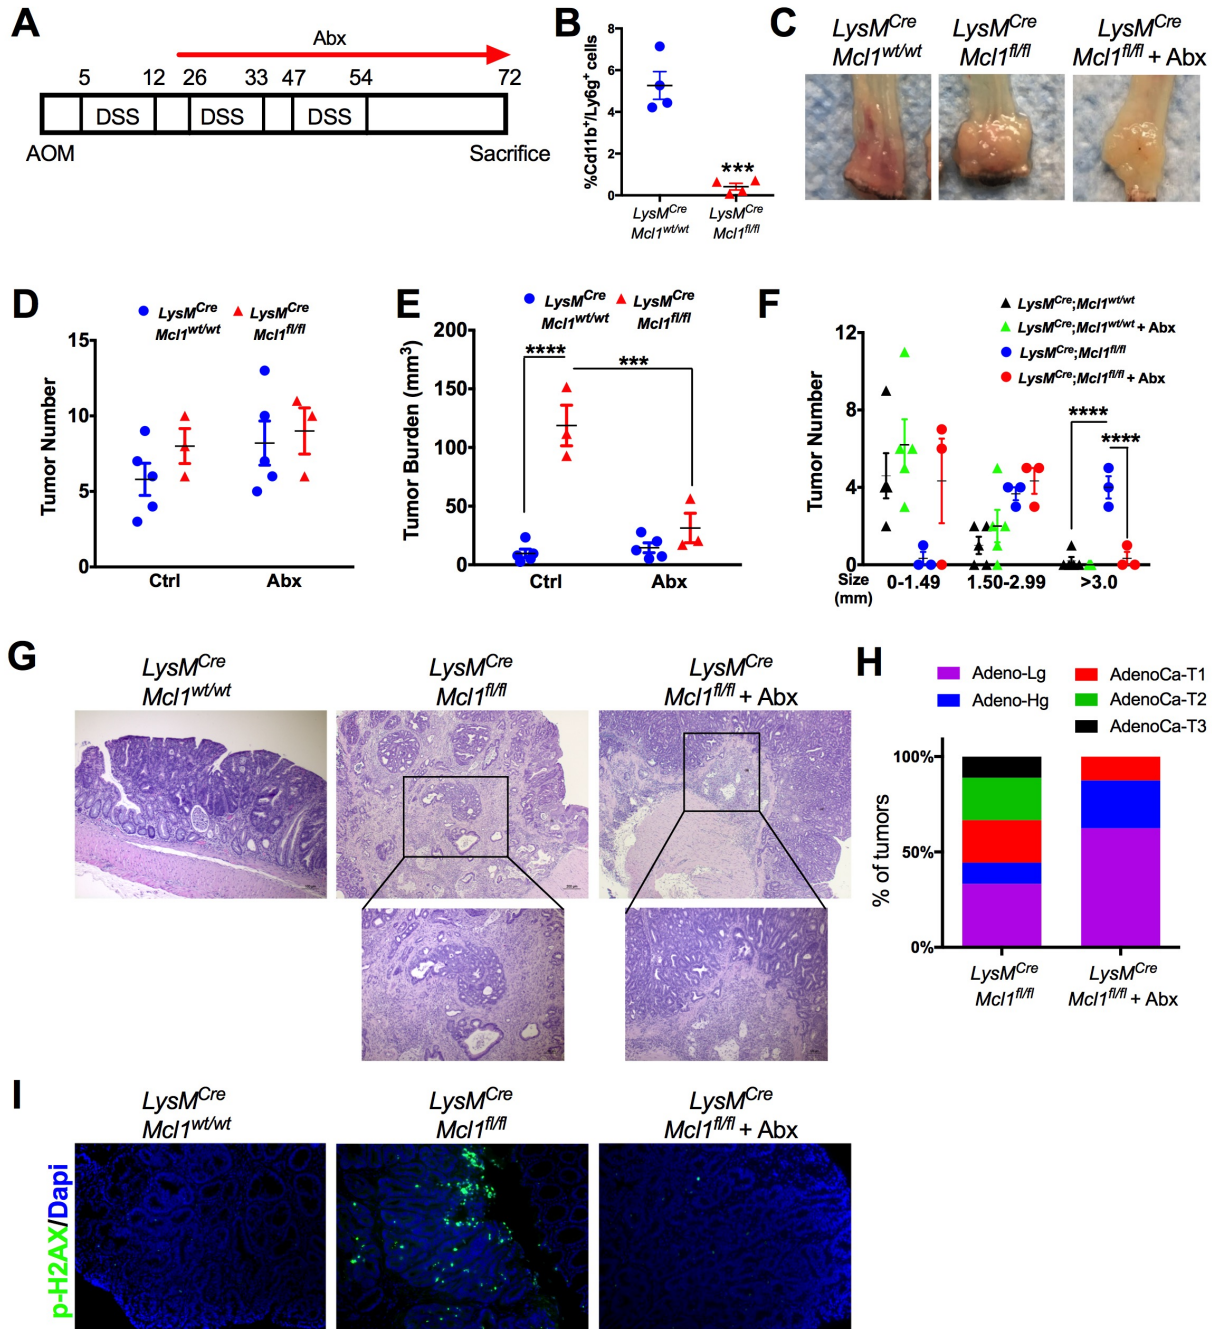 A
Abx
5 12 26 33 47 54 72
DSS DSS DSS
AOM Sacrifice
B
%Cd11b+/Ly6g+ cells
8
6
4
2
0
***
LysMCre LysMCre
Mcl1wt/wt Mcl1fl/fl
C
LysMCre LysMCre LysMCre
Mcl1wt/wt Mcl1fl/fl Mcl1fl/fl + Abx
D
LysMCre LysMCre
Mcl1wt/wt Mcl1fl/fl
Tumor Number
15
10
5
0
Ctrl Abx
E
LysMCre LysMCre
Mcl1wt/wt Mcl1fl/fl
Tumor Burden (mm3)
200
150
100
50
0
**** ***
Ctrl Abx
F
LysMCre;Mcl1wt/wt
LysMCre;Mcl1wt/wt + Abx
LysMCre;Mcl1fl/fl
LysMCre;Mcl1fl/fl + Abx
Tumor Number
12
8
4
0
****
****
Size 0-1.49 1.50-2.99 >3.0
(mm)
G
LysMCre LysMCre LysMCre
Mcl1wt/wt Mcl1fl/fl Mcl1fl/fl + Abx
H
Adeno-Lg AdenoCa-T1
Adeno-Hg AdenoCa-T2
AdenoCa-T3
% of tumors
100%
50%
0%
LysMCre LysMCre
Mcl1fl/fl Mcl1fl/fl + Abx
I
LysMCre LysMCre LysMCre
Mcl1wt/wt Mcl1fl/fl Mcl1fl/fl + Abx
p-H2AX/Dapi